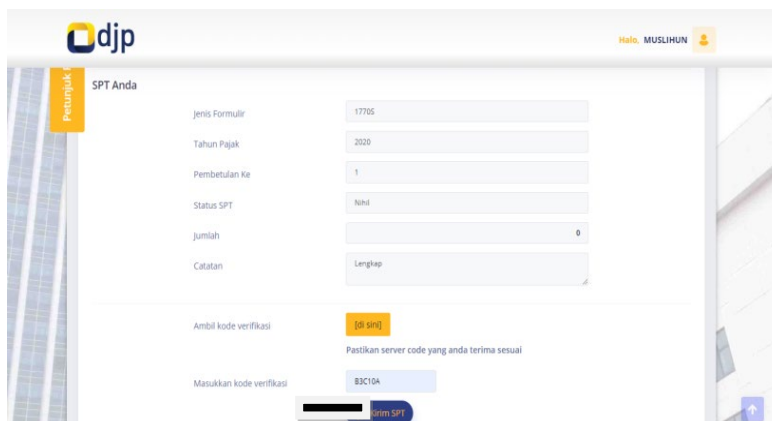 djp
Halo, MUSLIHUN
Petunjuk
SPT Anda
Jenis Formulir 1770S
Tahun Pajak 2020
Pembetulan Ke 1
Status SPT Nihil
Jumlah 0
Catatan Lengkap
Ambil kode verifikasi [di sini]
Pastikan server code yang anda terima sesuai
Masukkan kode verifikasi B3C10A
Kirim SPT